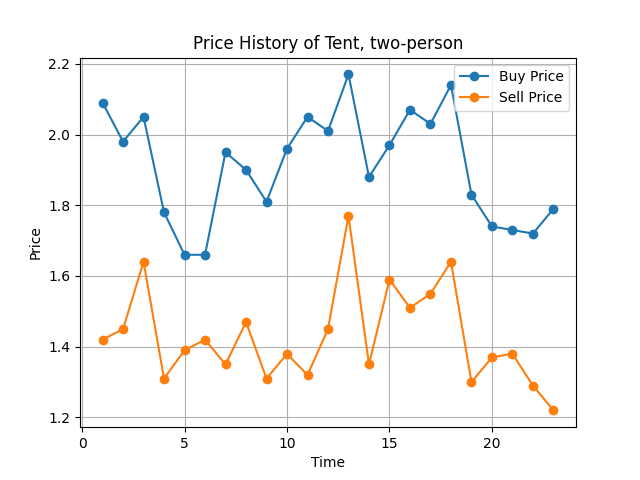 Price History of Tent, two-person
Buy Price
Sell Price
2.2
2.0
1.8
1.6
1.4
1.2
Price
0 5 10 15 20
Time